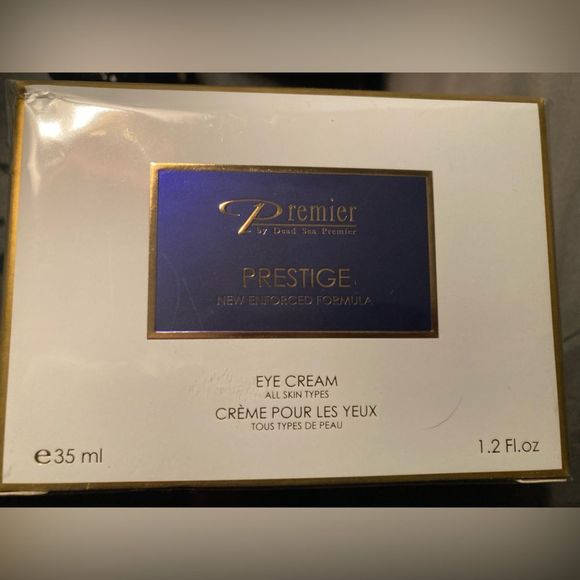 Premier
by Dead Sea Premier
PRESTIGE
NEW ENFORCED FORMULA
EYE CREAM
ALL SKIN TYPES
CRÈME POUR LES YEUX
TOUS TYPES DE PEAU
℮35 ml
1.2 Fl.oz